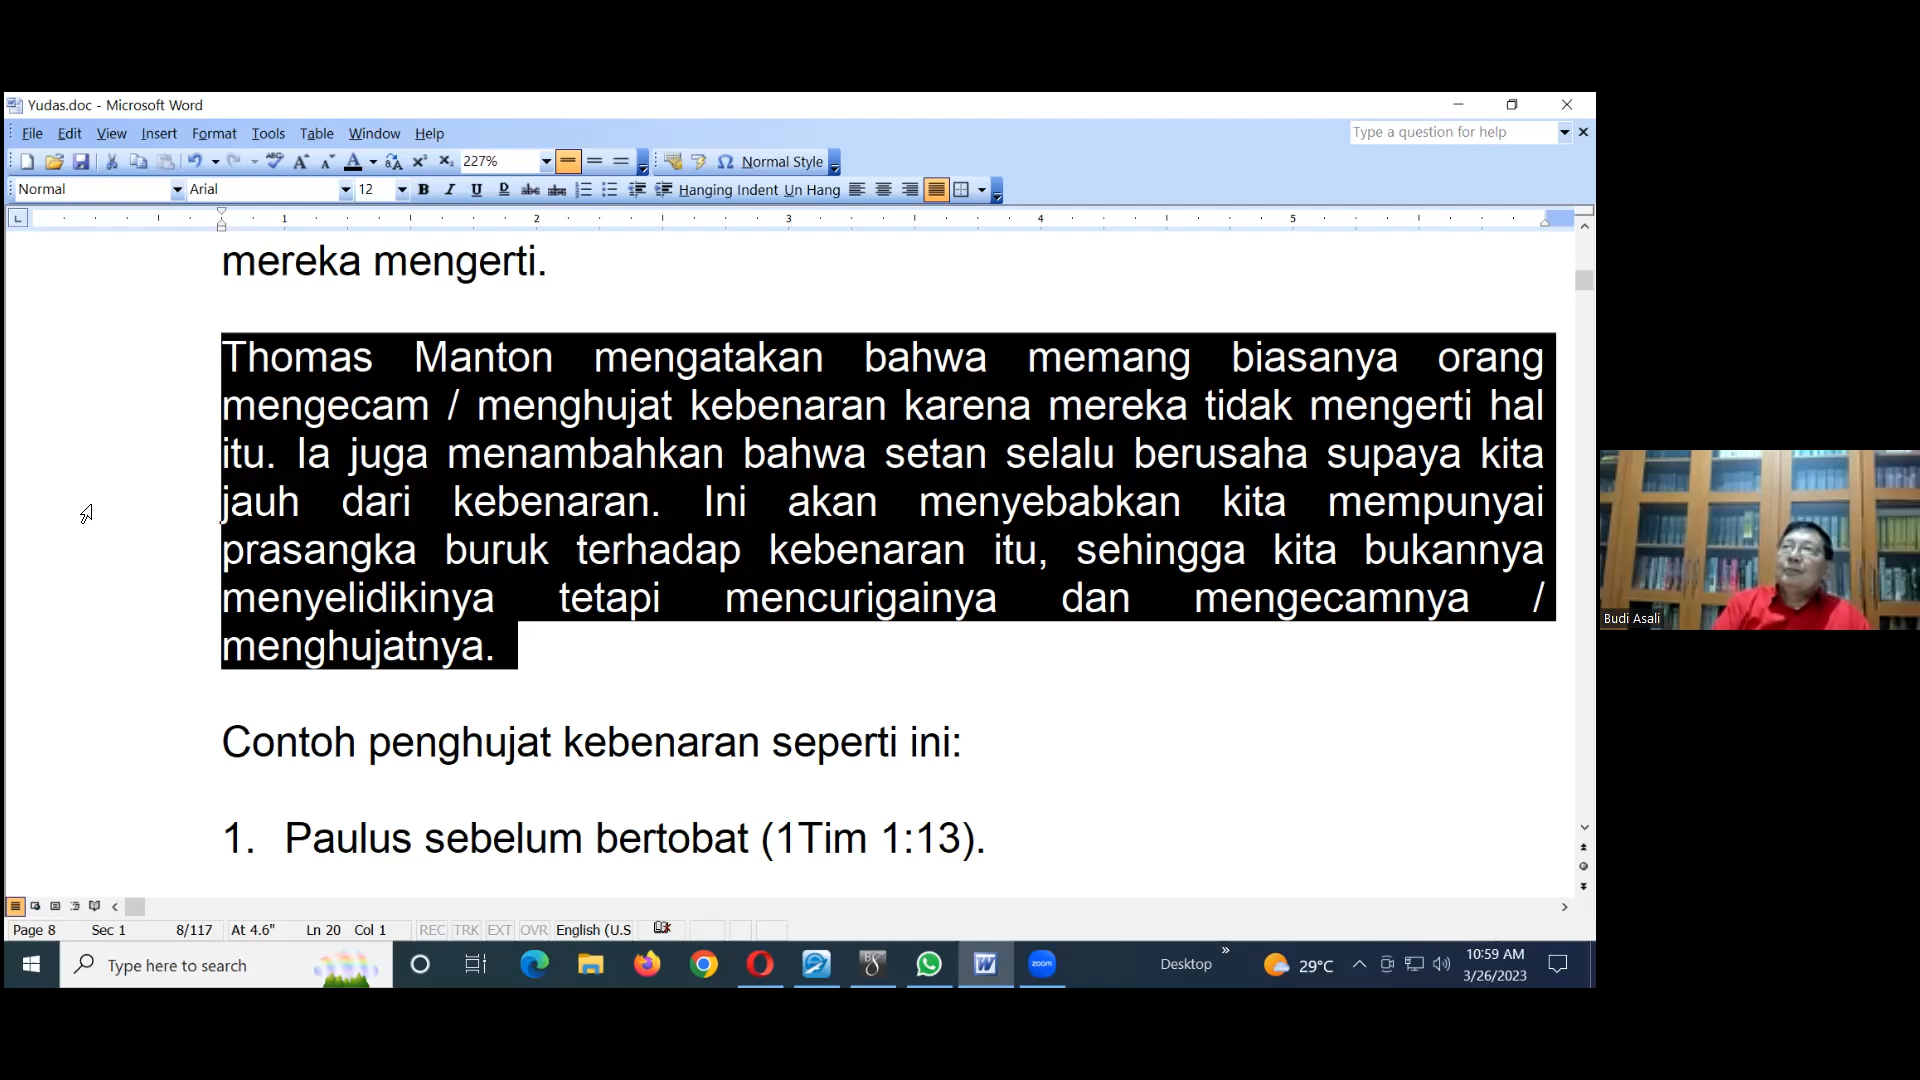 Yudas.doc - Microsoft Word
File Edit View Insert Format Tools Table Window Help
Type a question for help
227%
Normal Style
Normal Arial 12
Hanging Indent Un Hang
1 2 3 4 5
mereka mengerti.
Thomas Manton mengatakan bahwa memang biasanya orang
mengecam / menghujat kebenaran karena mereka tidak mengerti hal
itu. Ia juga menambahkan bahwa setan selalu berusaha supaya kita
jauh dari kebenaran. Ini akan menyebabkan kita mempunyai
prasangka buruk terhadap kebenaran itu, sehingga kita bukannya
menyelidikinya tetapi mencurigainya dan mengecamnya /
menghujatnya.
Contoh penghujat kebenaran seperti ini:
1. Paulus sebelum bertobat (1Tim 1:13).
Budi Asali
Page 8 Sec 1 8/117 At 4.6" Ln 20 Col 1 REC TRK EXT OVR English (U.S
Type here to search
zoom
Desktop
29°C
10:59 AM
3/26/2023